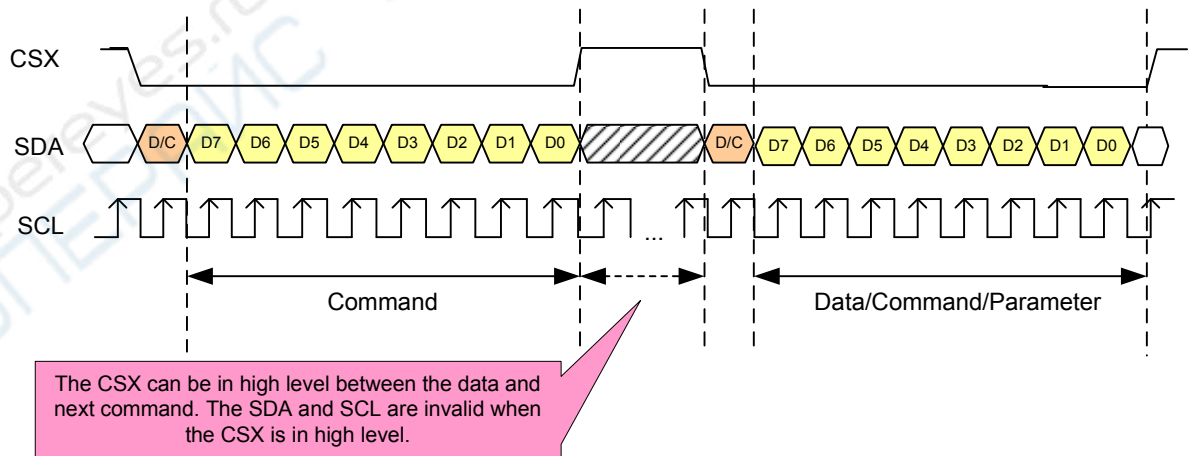 CSX
SDA D/C D7 D6 D5 D4 D3 D2 D1 D0 D/C D7 D6 D5 D4 D3 D2 D1 D0
SCL ...
Command Data/Command/Parameter
The CSX can be in high level between the data and
next command. The SDA and SCL are invalid when
the CSX is in high level.